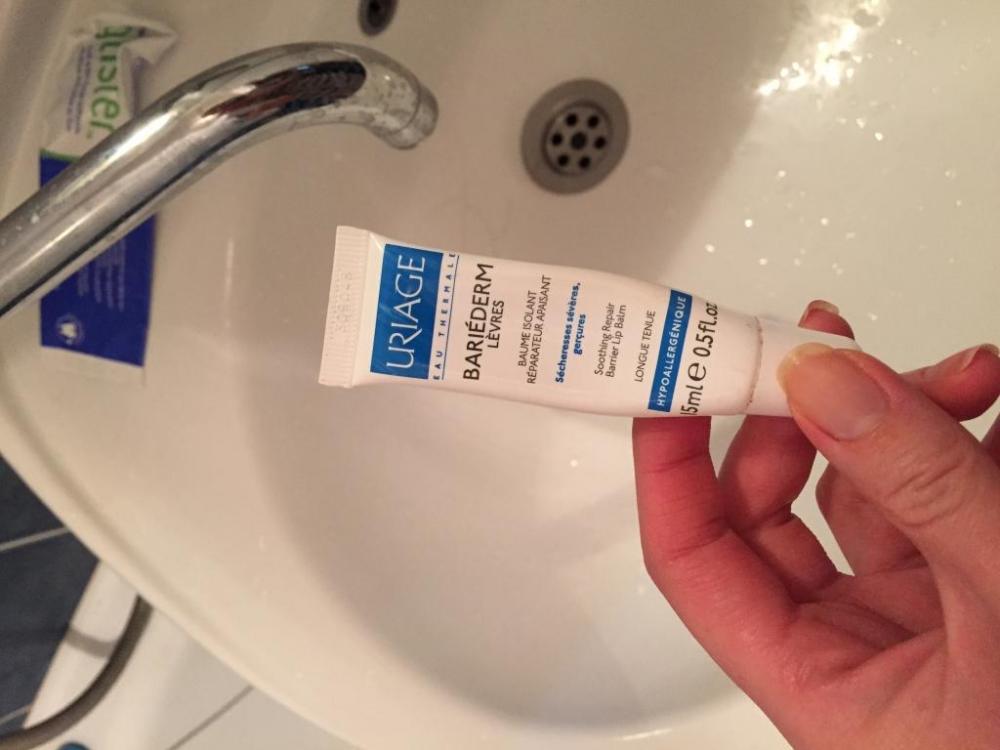 URIAGE
EAU THERMALE
BARIÉDERM
LÈVRES
BAUME ISOLANT
RÉPARATEUR APAISANT
Sécheresses sévères,
gerçures
Soothing Repair
Barrier Lip Balm
LONGUE TENUE
HYPOALLERGÉNIQUE
15ml e 0.5fl.oz